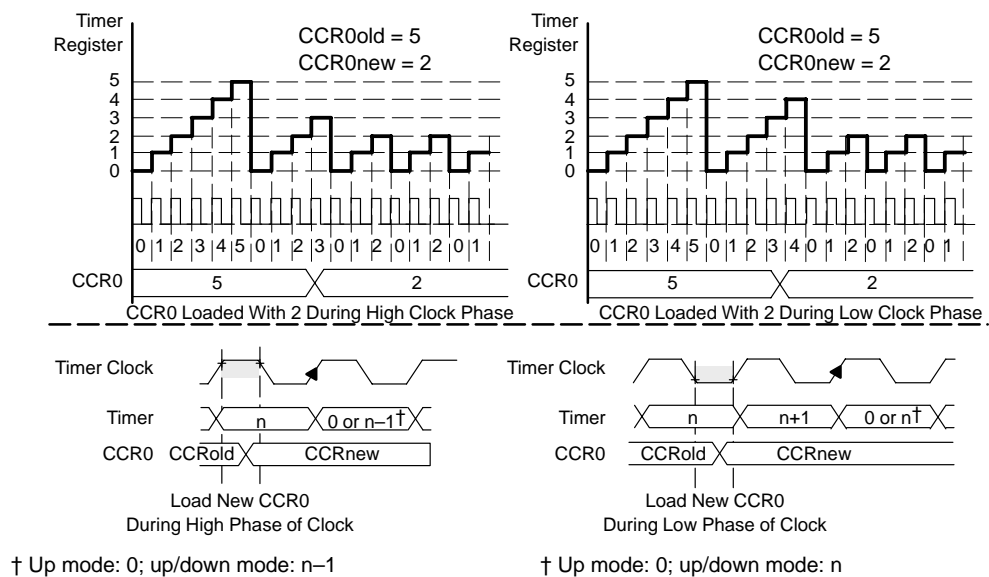 Timer
Register
CCR0old = 5
CCR0new = 2
5
4
3
2
1
0
0 1 2 3 4 5 0 1 2 3 0 1 2 0 1 2 0 1
CCR0 5 2
CCR0 Loaded With 2 During High Clock Phase
Timer
Register
CCR0old = 5
CCR0new = 2
5
4
3
2
1
0
0 1 2 3 4 5 0 1 2 3 4 0 1 2 0 1 2 0 1
CCR0 5 2
CCR0 Loaded With 2 During Low Clock Phase
Timer Clock
Timer n 0 or n–1†
CCR0 CCRold CCRnew
Load New CCR0
During High Phase of Clock
† Up mode: 0; up/down mode: n–1
Timer Clock
Timer n n+1 0 or n†
CCR0 CCRold CCRnew
Load New CCR0
During Low Phase of Clock
† Up mode: 0; up/down mode: n